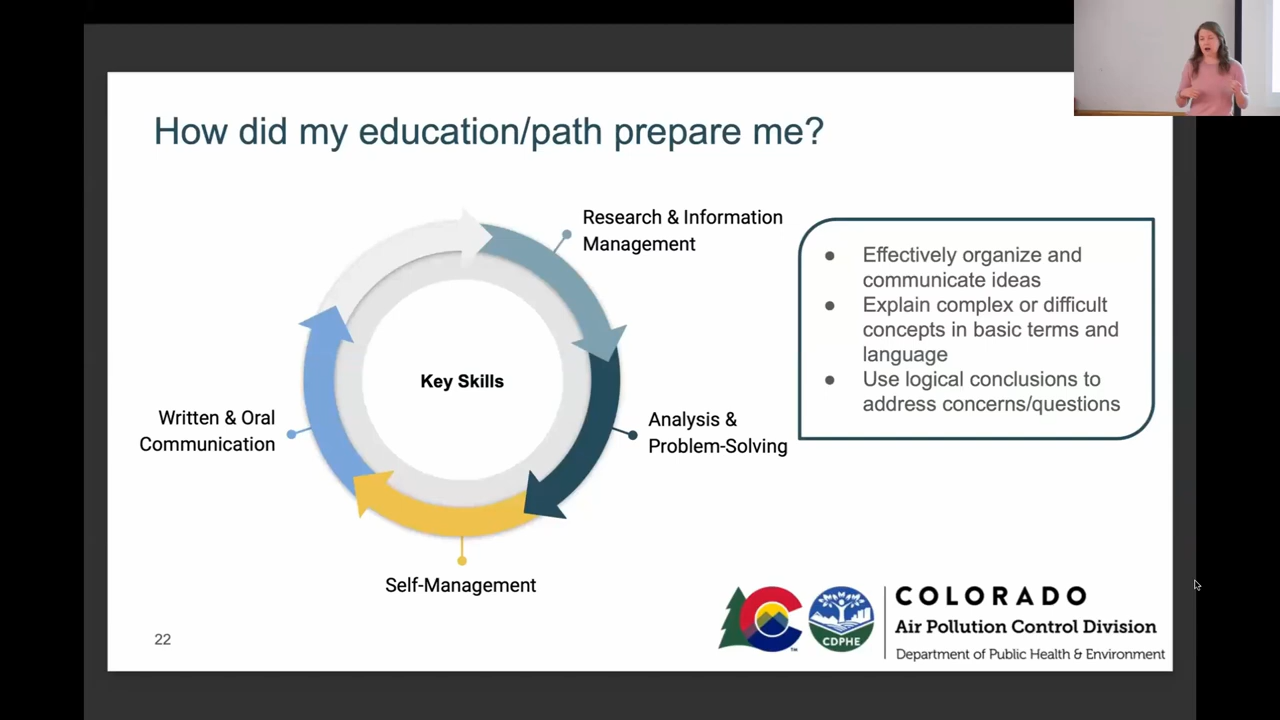 How did my education/path prepare me?
Research & Information
Management
Analysis &
Problem-Solving
Self-Management
Written & Oral
Communication
Key Skills
● Effectively organize and
communicate ideas
● Explain complex or difficult
concepts in basic terms and
language
● Use logical conclusions to
address concerns/questions
22
CDPHE
TM
COLORADO
Air Pollution Control Division
Department of Public Health & Environment